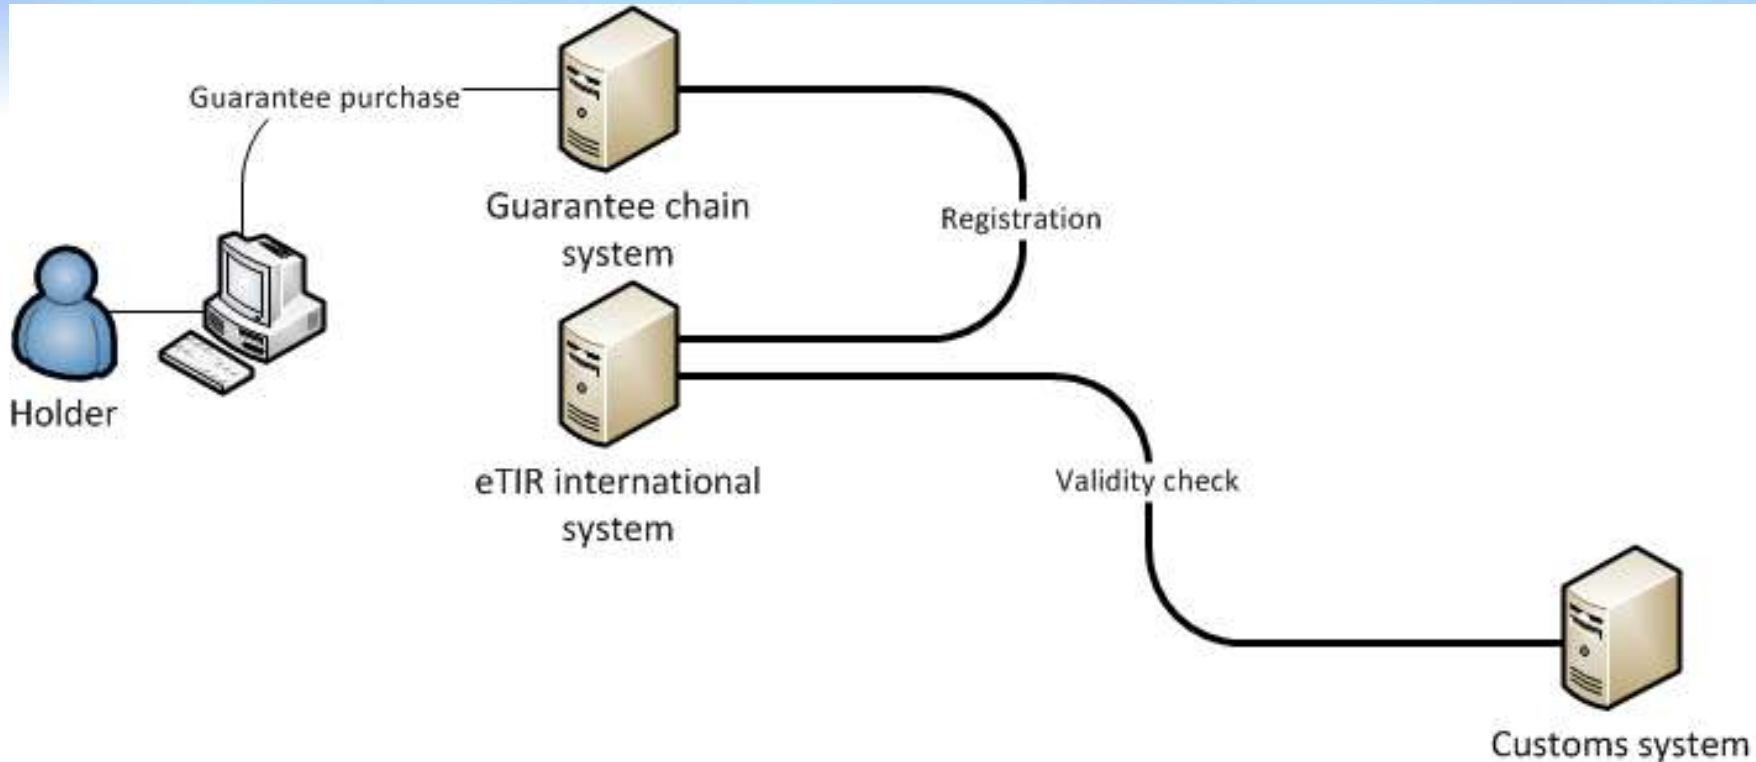 Guarantee purchase
Guarantee chain
system
Registration
Holder
eTIR international
system
Validity check
Customs system